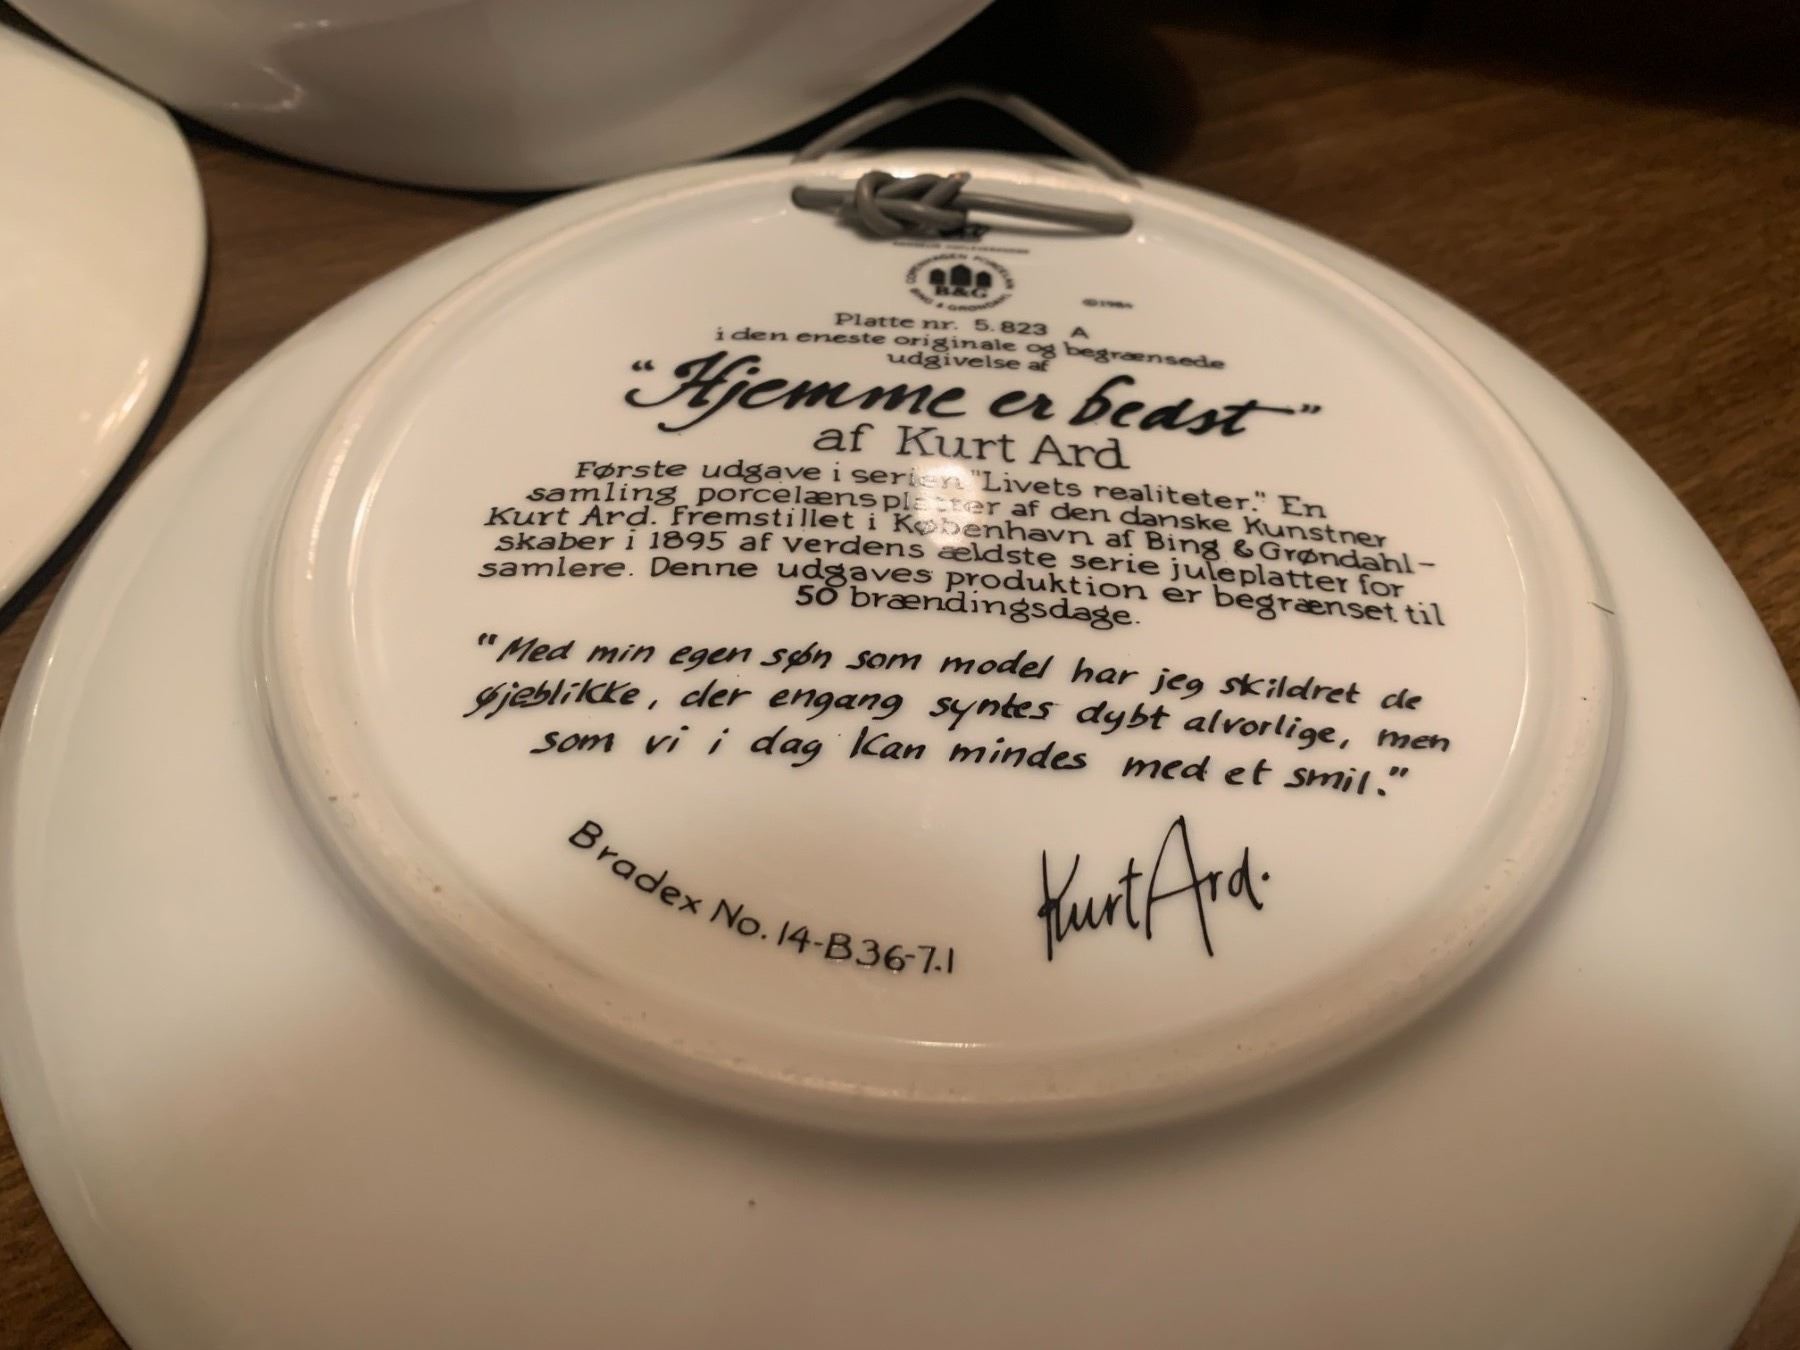 COPENHAGEN PORCELAIN
B&G
BING & GRØNDAHL
©1984
Platte nr. 5.823 A
i den eneste originale og begrænsede
udgivelse af
"Hjemme er bedst"
af Kurt Ard
Første udgave i serien "Livets realiteter." En
samling porcelænsplatter af den danske Kunstner
Kurt Ard. Fremstillet i København af Bing & Grøndahl-
skaber i 1895 af verdens ældste serie juleplatter for
samlere. Denne udgaves produktion er begrænset til
50 brændingsdage.
"Med min egen søn som model har jeg skildret de
øjeblikke, der engang syntes dybt alvorlige, men
som vi i dag kan mindes med et smil."
Kurt Ard.
Bradex No. 14-B36-7.1